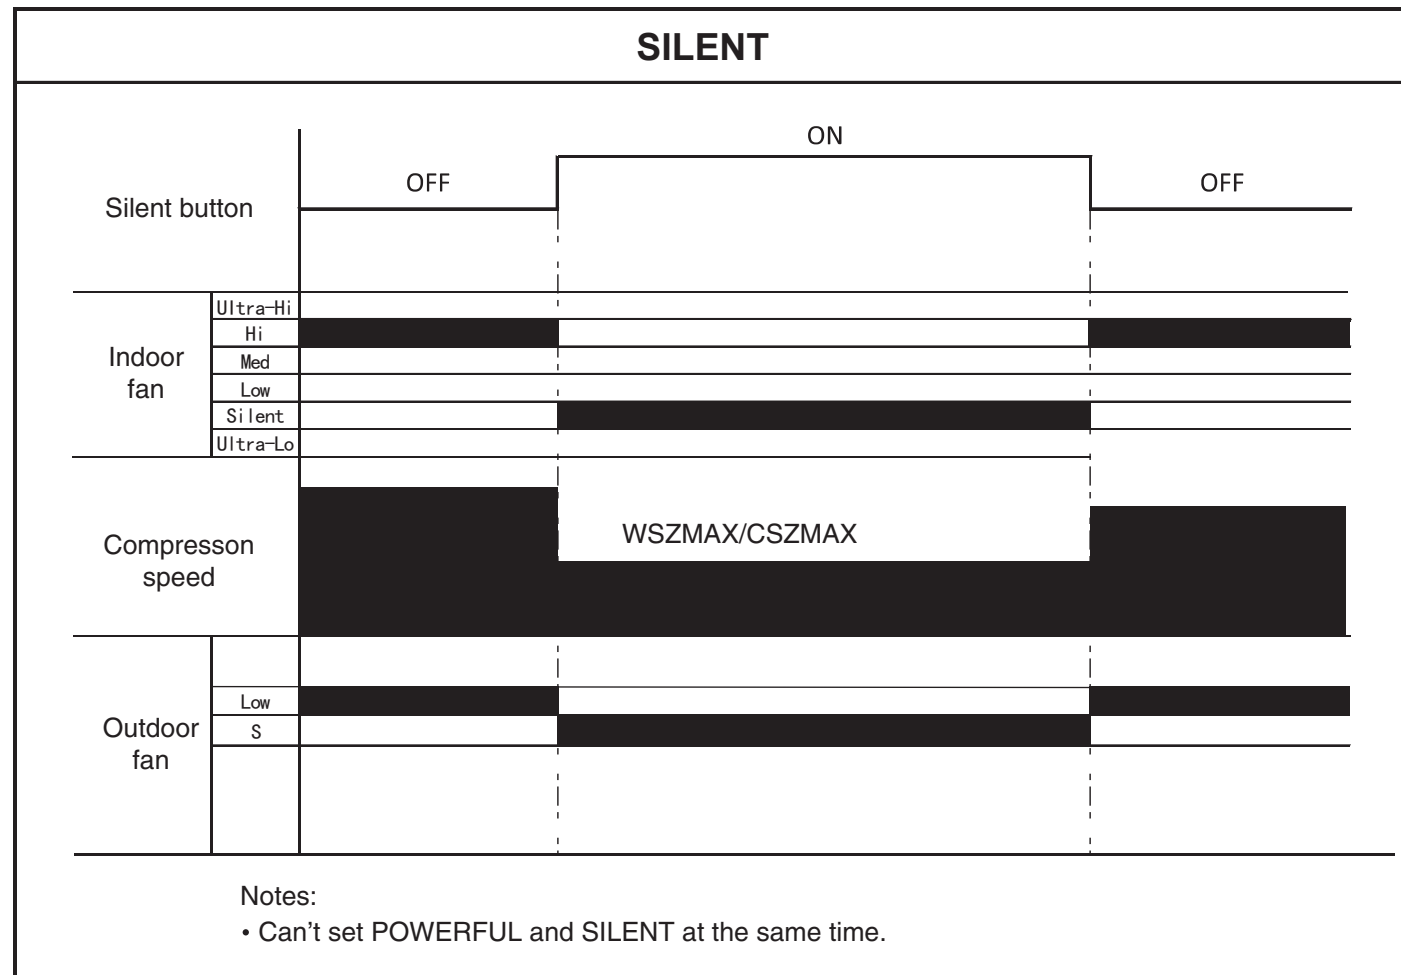 SILENT
ON
OFF
OFF
Silent button
Ultra-Hi
Hi
Indoor
fan
Med
Low
Silent
Ultra-Lo
WSZMAX/CSZMAX
Compresson
speed
Low
Outdoor
fan
S
Notes:
• Can’t set POWERFUL and SILENT at the same time.